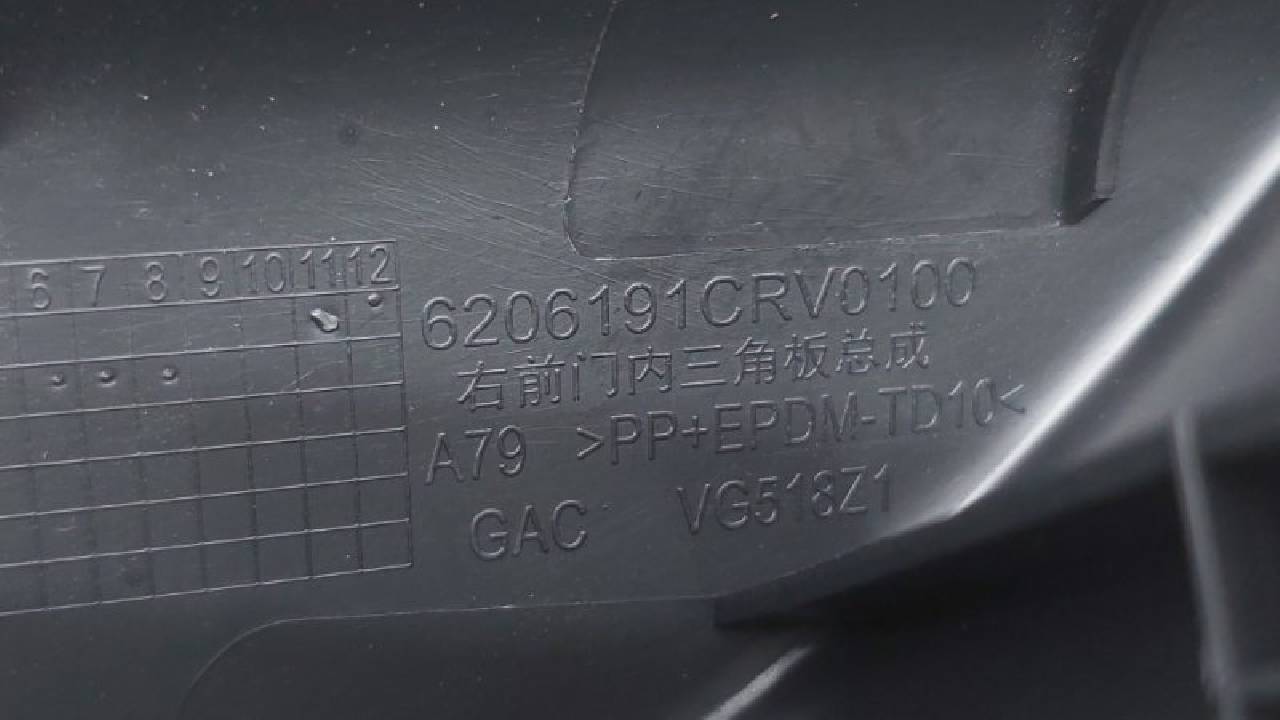 6 7 8 9 10 11 12
6206191CRV0100
右前门内三角板总成
A79 >PP+EPDM-TD10<
GAC VG518Z1